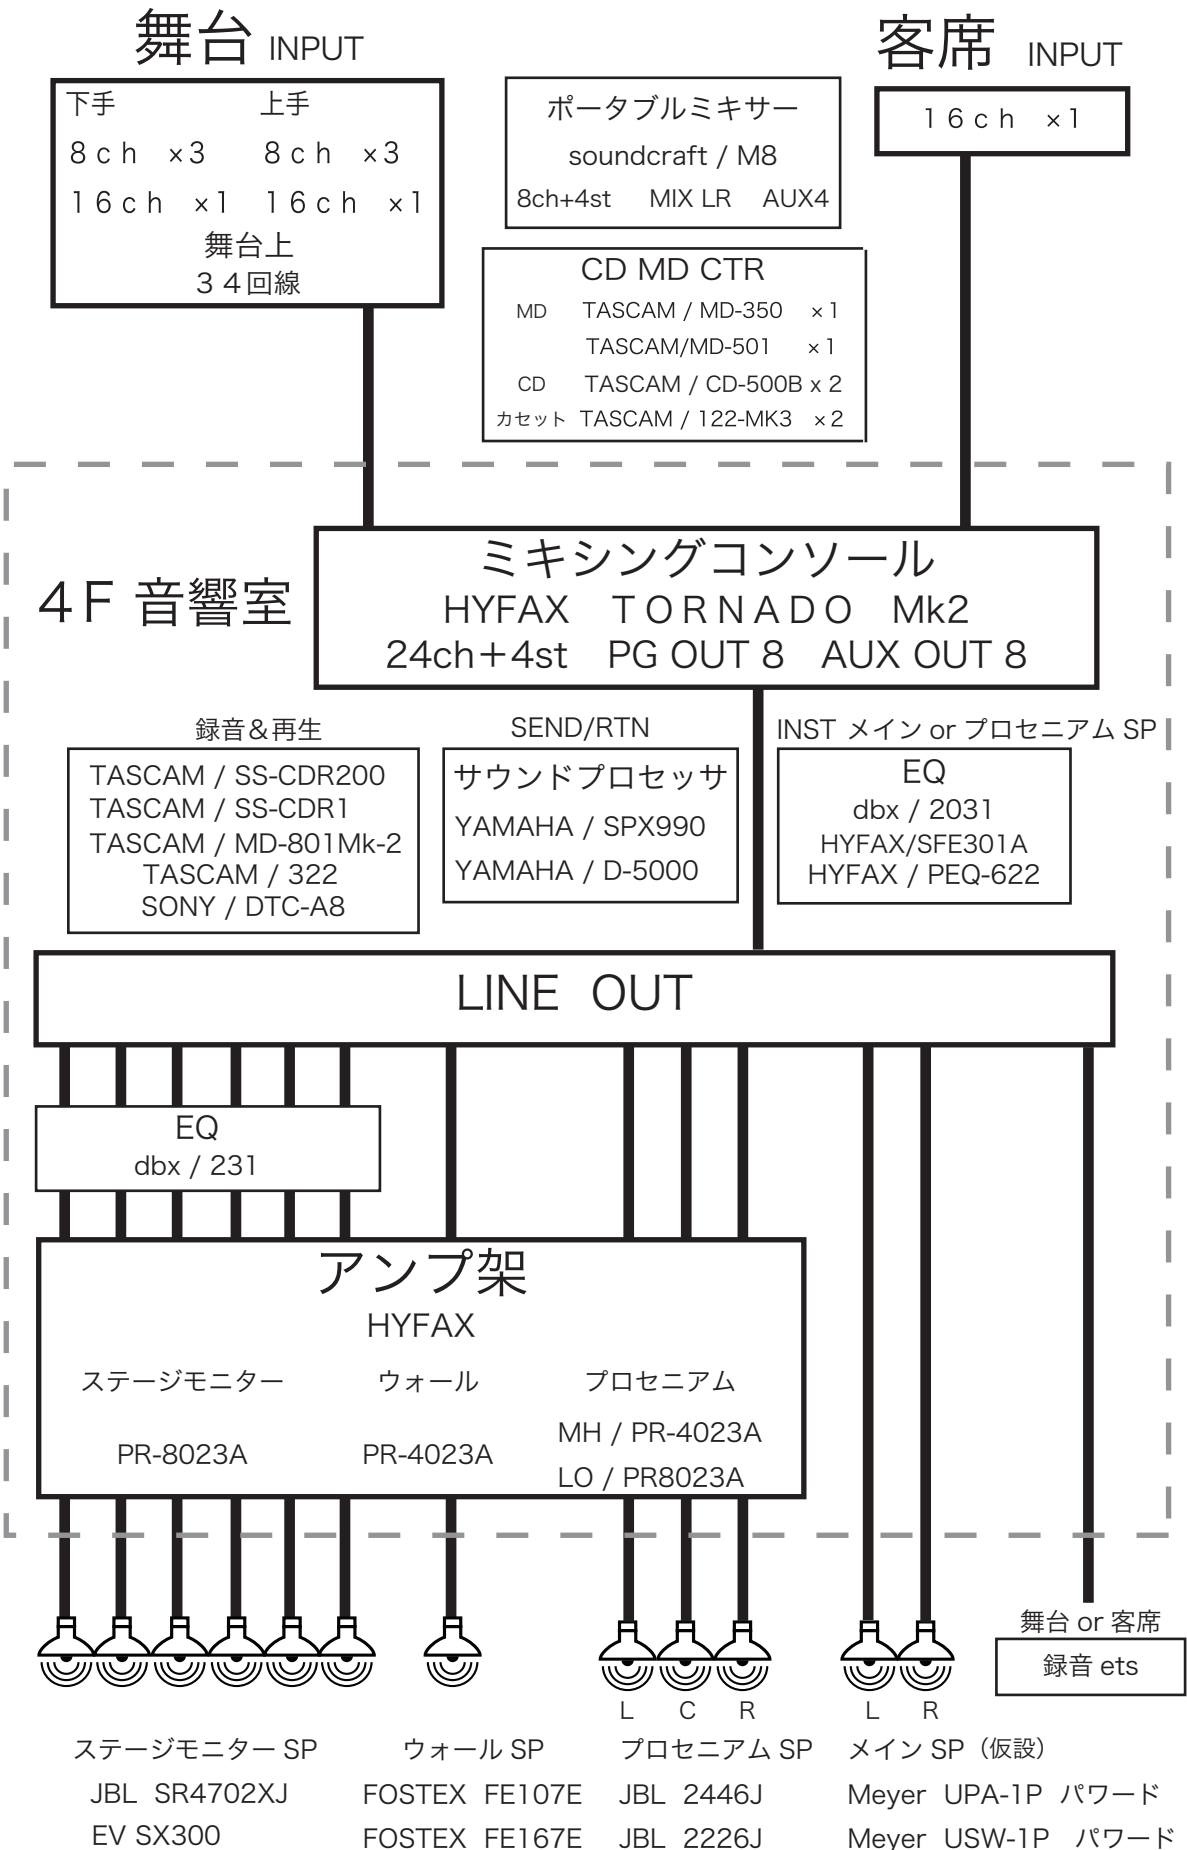 舞台 INPUT
下手 上手
8ch ×3 8ch ×3
16ch ×1 16ch ×1
舞台上
34回線
ポータブルミキサー
soundcraft / M8
8ch+4st MIX LR AUX4
客席 INPUT
16ch ×1
CD MD CTR
MD TASCAM / MD-350 ×1
TASCAM/MD-501 ×1
CD TASCAM / CD-500B x 2
カセット TASCAM / 122-MK3 ×2
4F 音響室
ミキシングコンソール
HYFAX TORNADO Mk2
24ch+4st PG OUT 8 AUX OUT 8
録音&再生
TASCAM / SS-CDR200
TASCAM / SS-CDR1
TASCAM / MD-801Mk-2
TASCAM / 322
SONY / DTC-A8
SEND/RTN
サウンドプロセッサ
YAMAHA / SPX990
YAMAHA / D-5000
INST メイン or プロセニアム SP
EQ
dbx / 2031
HYFAX/SFE301A
HYFAX / PEQ-622
LINE OUT
EQ
dbx / 231
アンプ架
HYFAX
ステージモニター ウォール プロセニアム
PR-8023A PR-4023A MH / PR-4023A
LO / PR8023A
舞台 or 客席
録音 ets
L C R L R
ステージモニター SP ウォール SP プロセニアム SP メイン SP(仮設)
JBL SR4702XJ FOSTEX FE107E JBL 2446J Meyer UPA-1P パワード
EV SX300 FOSTEX FE167E JBL 2226J Meyer USW-1P パワード